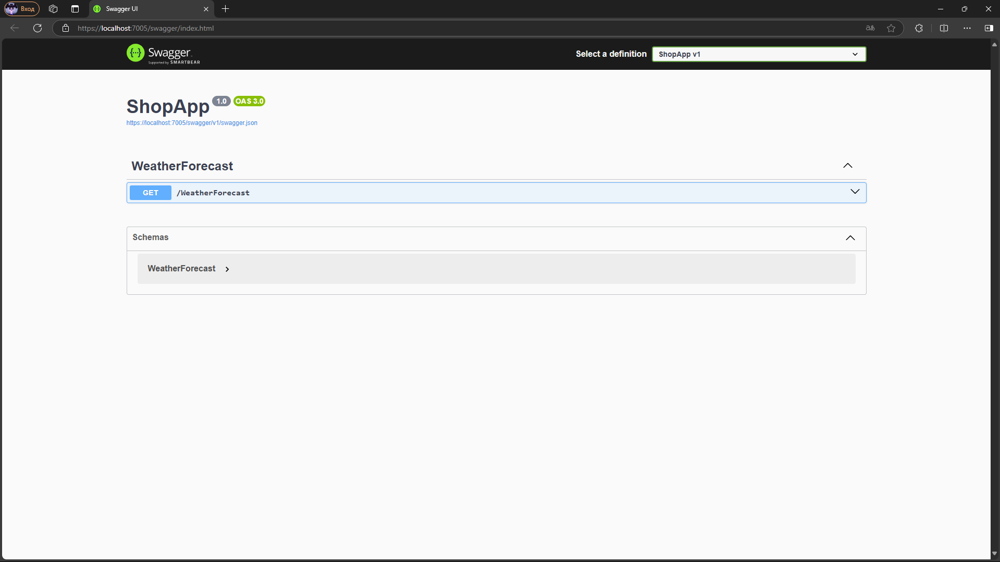 Вход
Swagger UI
https://localhost:7005/swagger/index.html
Swagger
Supported by SMARTBEAR
Select a definition
ShopApp v1
ShopApp 1.0 OAS 3.0
https://localhost:7005/swagger/v1/swagger.json
WeatherForecast
GET /WeatherForecast
Schemas
WeatherForecast